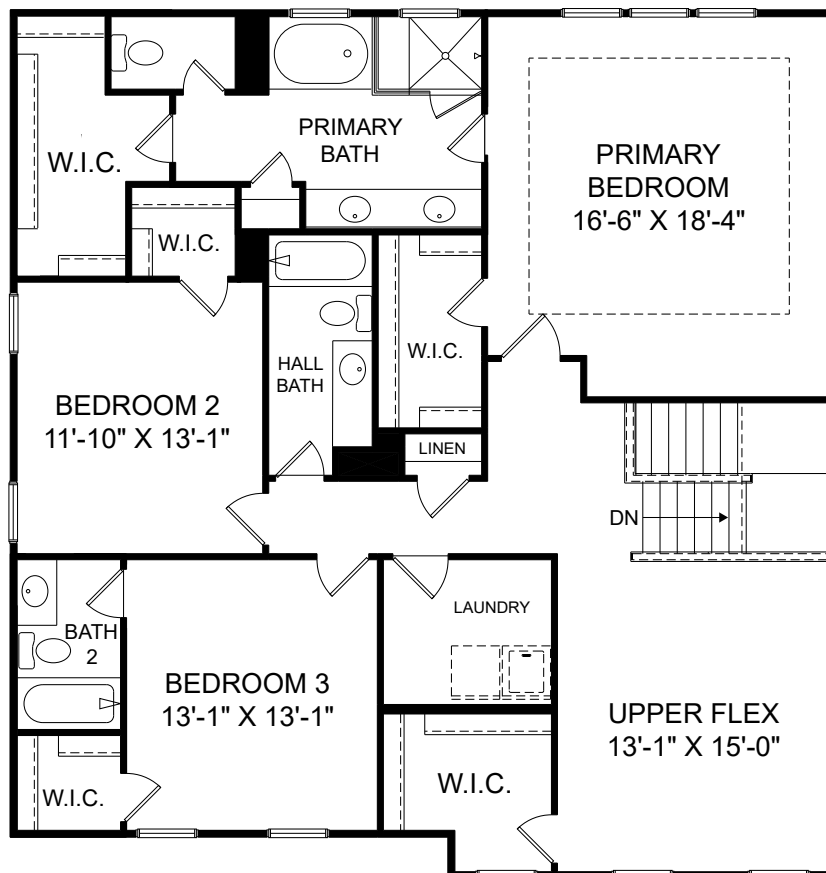 PRIMARY
BATH
W.I.C.
PRIMARY
BEDROOM
16'-6" X 18'-4"
W.I.C.
HALL
BATH
W.I.C.
BEDROOM 2
11'-10" X 13'-1"
LINEN
DN
LAUNDRY
BATH
2
BEDROOM 3
13'-1" X 13'-1"
UPPER FLEX
13'-1" X 15'-0"
W.I.C.
W.I.C.